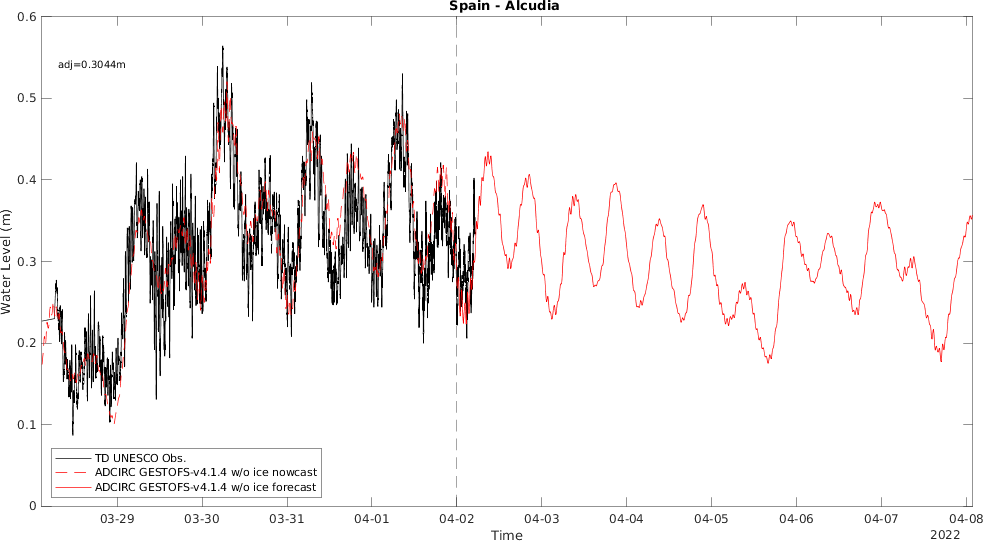 Spain - Alcudia
adj=0.3044m
0.6
0.5
0.4
0.3
0.2
0.1
0
Water Level (m)
TD UNESCO Obs.
ADCIRC GESTOFS-v4.1.4 w/o ice nowcast
ADCIRC GESTOFS-v4.1.4 w/o ice forecast
03-29 03-30 03-31 04-01 04-02 04-03 04-04 04-05 04-06 04-07 04-08
Time
2022